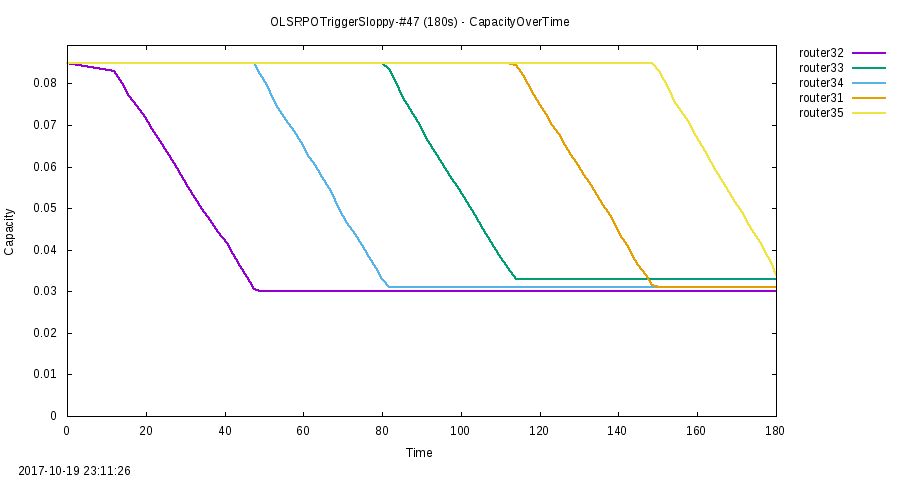 OLSRPOTriggerSloppy-#47 (180s) - CapacityOverTime
router32
router33
router34
router31
router35
Capacity
0.08
0.07
0.06
0.05
0.04
0.03
0.02
0.01
0
0 20 40 60 80 100 120 140 160 180
Time
2017-10-19 23:11:26